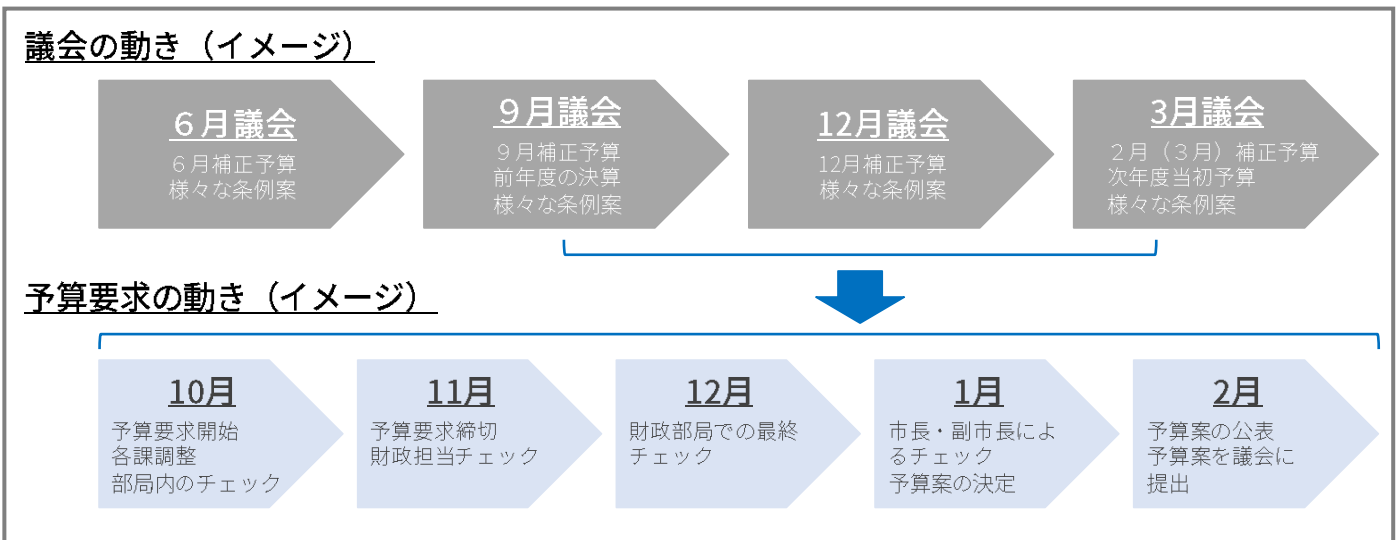 議会の動き（イメージ）
６月議会
６月補正予算
様々な条例案
９月議会
９月補正予算
前年度の決算
様々な条例案
12月議会
12月補正予算
様々な条例案
3月議会
２月（３月）補正予算
次年度当初予算
様々な条例案
予算要求の動き（イメージ）
10月
予算要求開始
各課調整
部局内のチェック
11月
予算要求締切
財政担当チェック
12月
財政部局での最終
チェック
1月
市長・副市長によ
るチェック
予算案の決定
2月
予算案の公表
予算案を議会に
提出